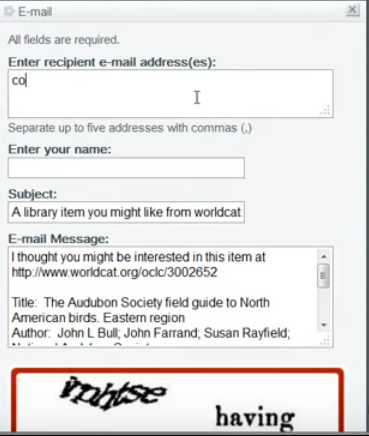 E-mail
All fields are required.
Enter recipient e-mail address(es):
co
Separate up to five addresses with commas (,)
Enter your name:
Subject:
A library item you might like from worldcat
E-mail Message:
I thought you might be interested in this item at
http://www.worldcat.org/oclc/3002652
Title: The Audubon Society field guide to North
American birds. Eastern region
Author: John L Bull; John Farrand; Susan Rayfield;
having